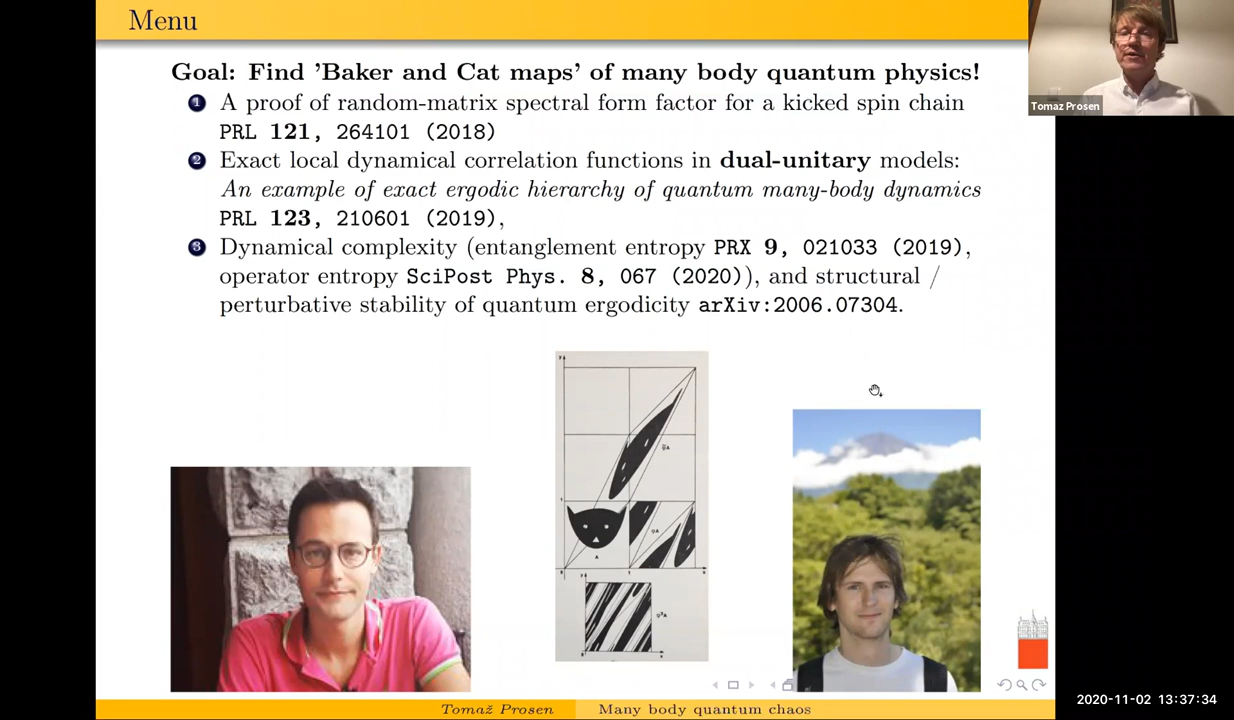 Menu
Goal: Find 'Baker and Cat maps' of many body quantum physics!
1 A proof of random-matrix spectral form factor for a kicked spin chain
PRL 121, 264101 (2018)
2 Exact local dynamical correlation functions in dual-unitary models:
An example of exact ergodic hierarchy of quantum many-body dynamics
PRL 123, 210601 (2019),
3 Dynamical complexity (entanglement entropy PRX 9, 021033 (2019),
operator entropy SciPost Phys. 8, 067 (2020)), and structural /
perturbative stability of quantum ergodicity arXiv:2006.07304.
Tomaz Prosen
Tomaž Prosen
Many body quantum chaos
2020-11-02 13:37:34